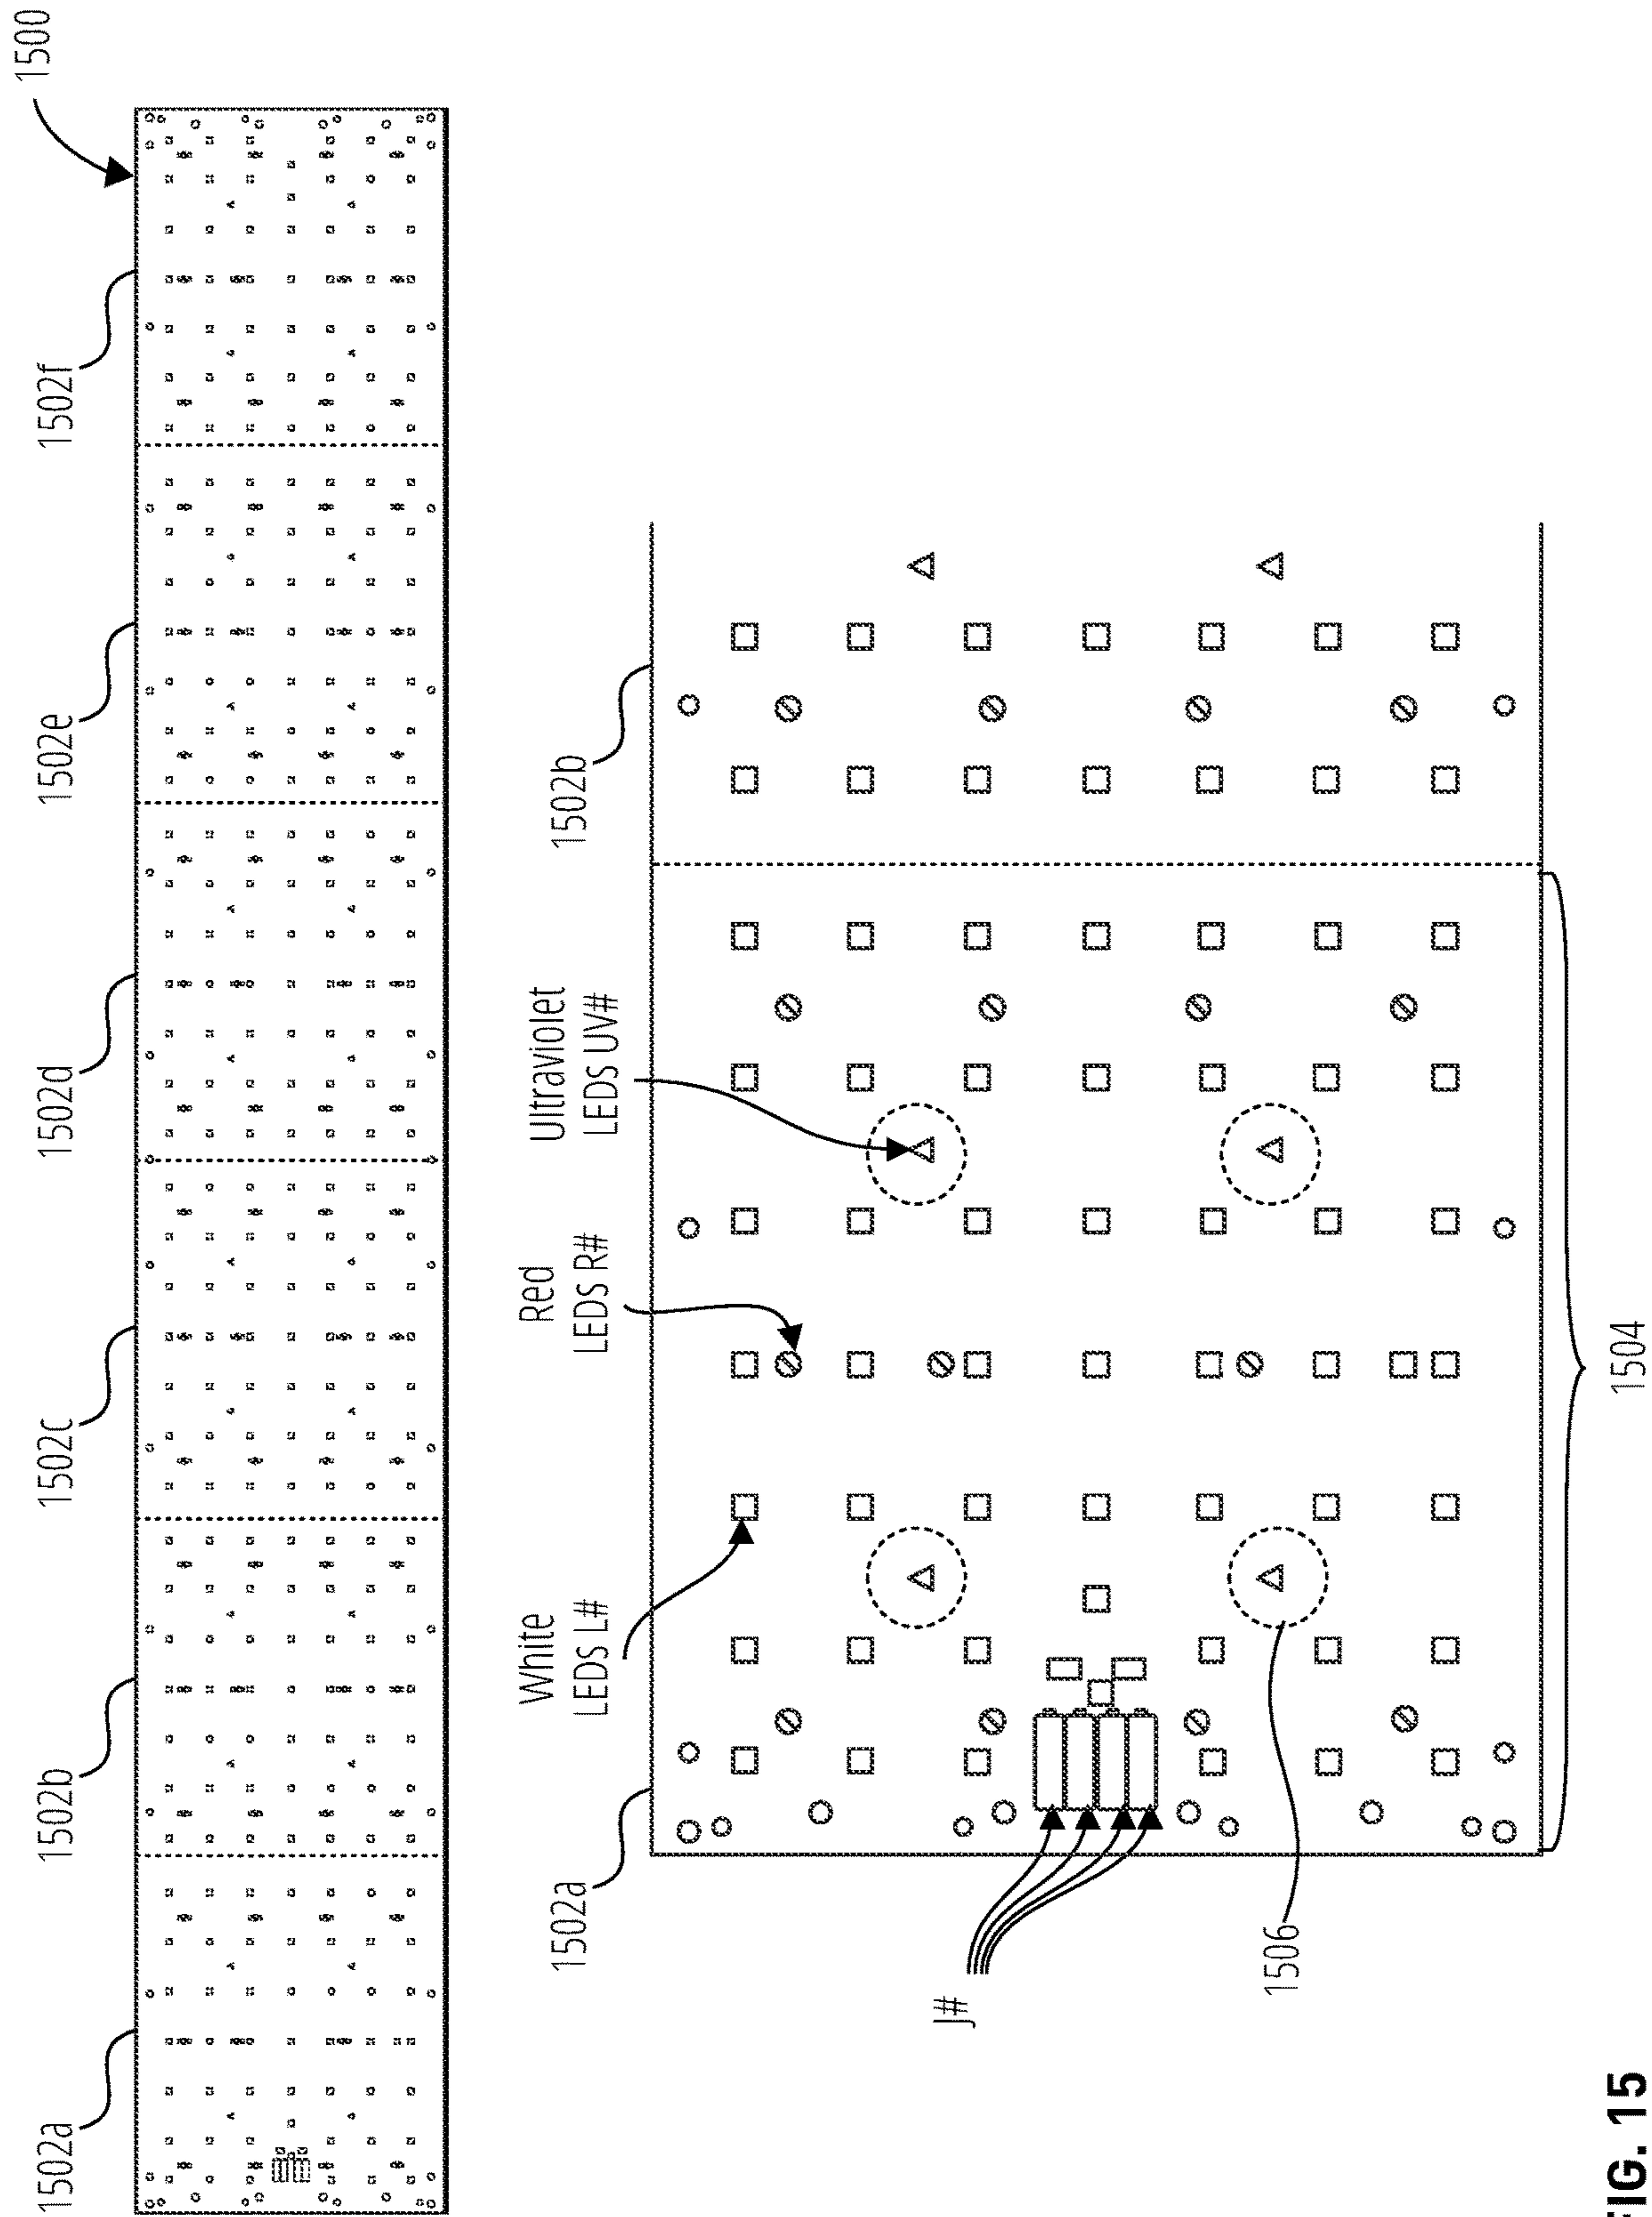 1500
1502a
1502b
1502c
1502d
1502e
1502f
White
LEDS L#
Red
LEDS R#
Ultraviolet
LEDS UV#
1502a
1502b
J#
1506
1504
FIG. 15